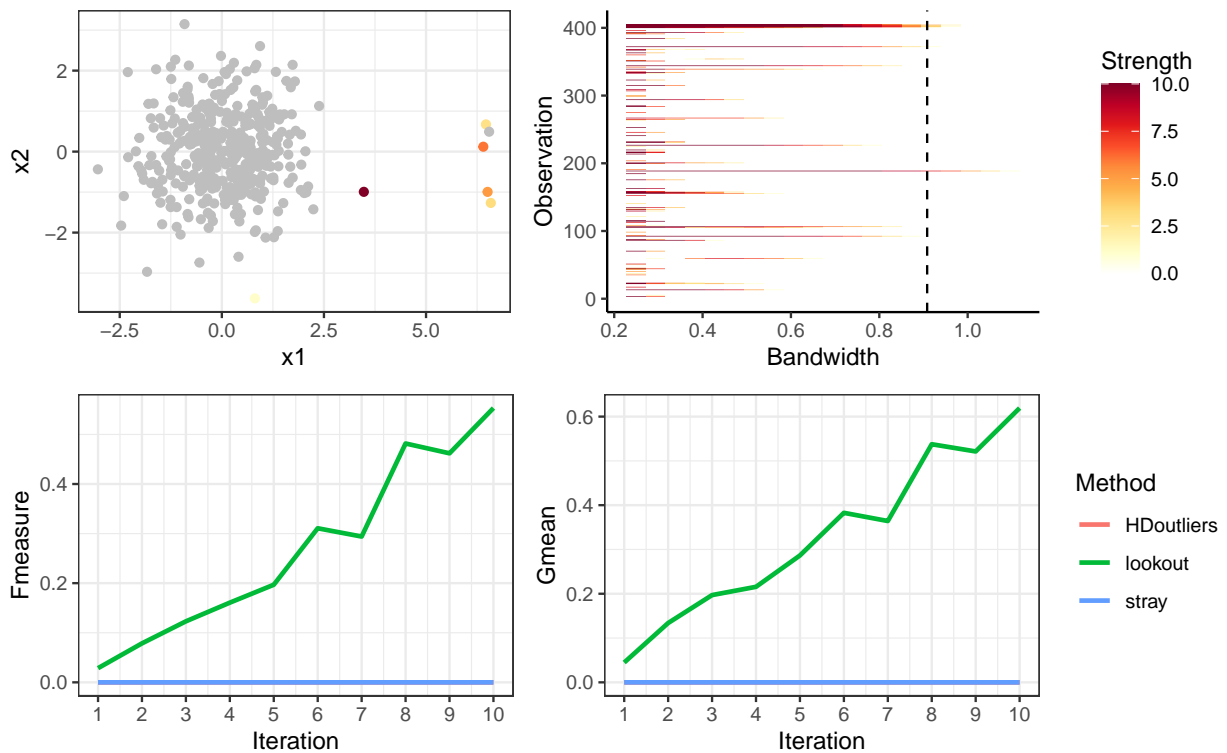 2
0
−2
x2
−2.5 0.0 2.5 5.0
x1
400
300
200
100
0
Observation
0.2 0.4 0.6 0.8 1.0
Bandwidth
Strength
10.0
7.5
5.0
2.5
0.0
0.4
0.2
0.0
Fmeasure
1 2 3 4 5 6 7 8 9 10
Iteration
0.6
0.4
0.2
0.0
Gmean
1 2 3 4 5 6 7 8 9 10
Iteration
Method
HDoutliers
lookout
stray